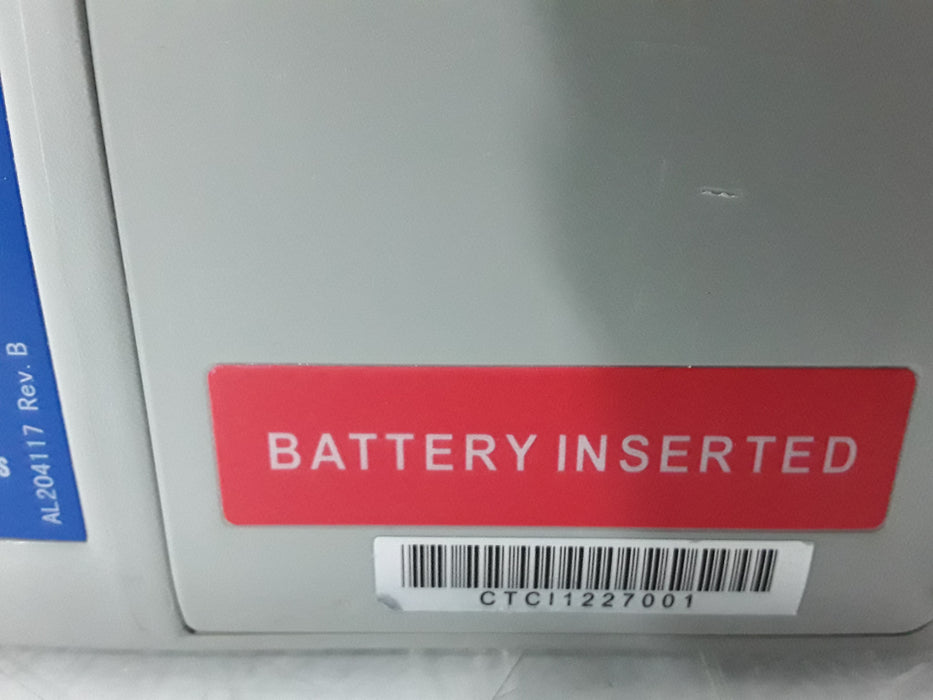 AL204117 Rev. B
BATTERY INSERTED
CTCI1227001